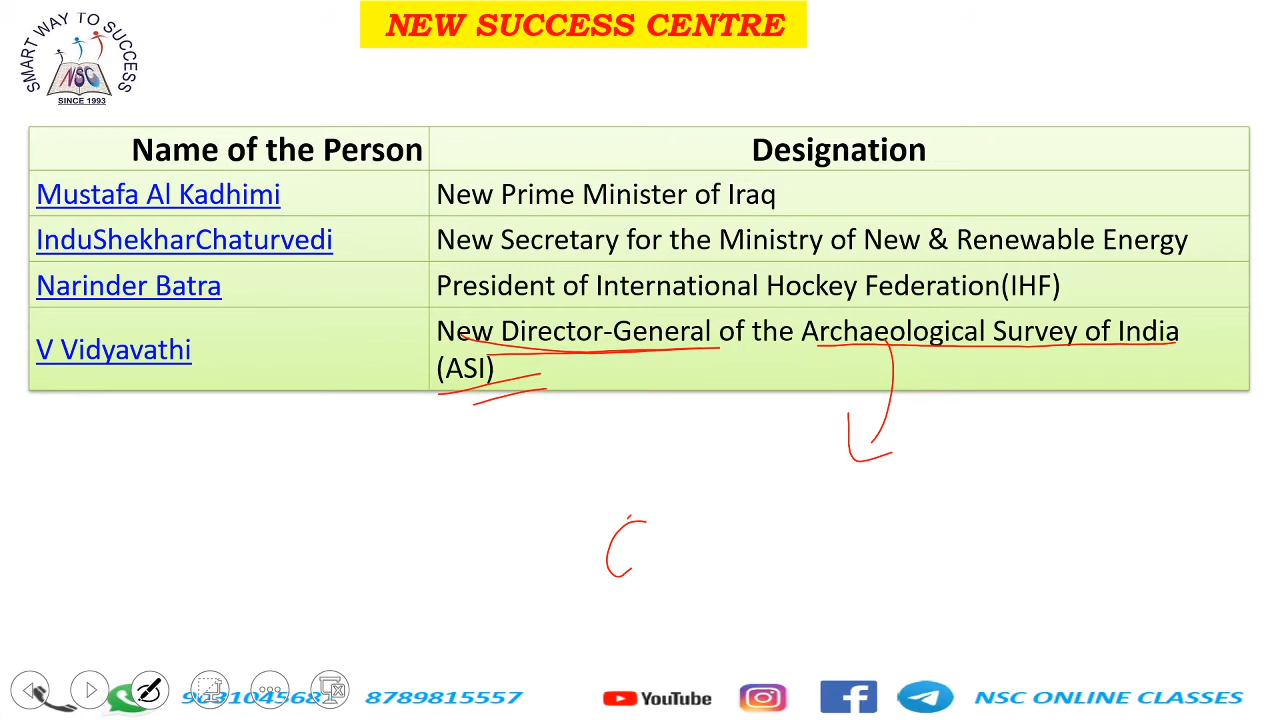 SMART WAY TO SUCCESS
NSC
SINCE 1993
NEW SUCCESS CENTRE
Name of the Person Designation
Mustafa Al Kadhimi New Prime Minister of Iraq
InduShekharChaturvedi New Secretary for the Ministry of New & Renewable Energy
Narinder Batra President of International Hockey Federation(IHF)
V Vidyavathi New Director-General of the Archaeological Survey of India
(ASI)
8789815557 YouTube NSC ONLINE CLASSES